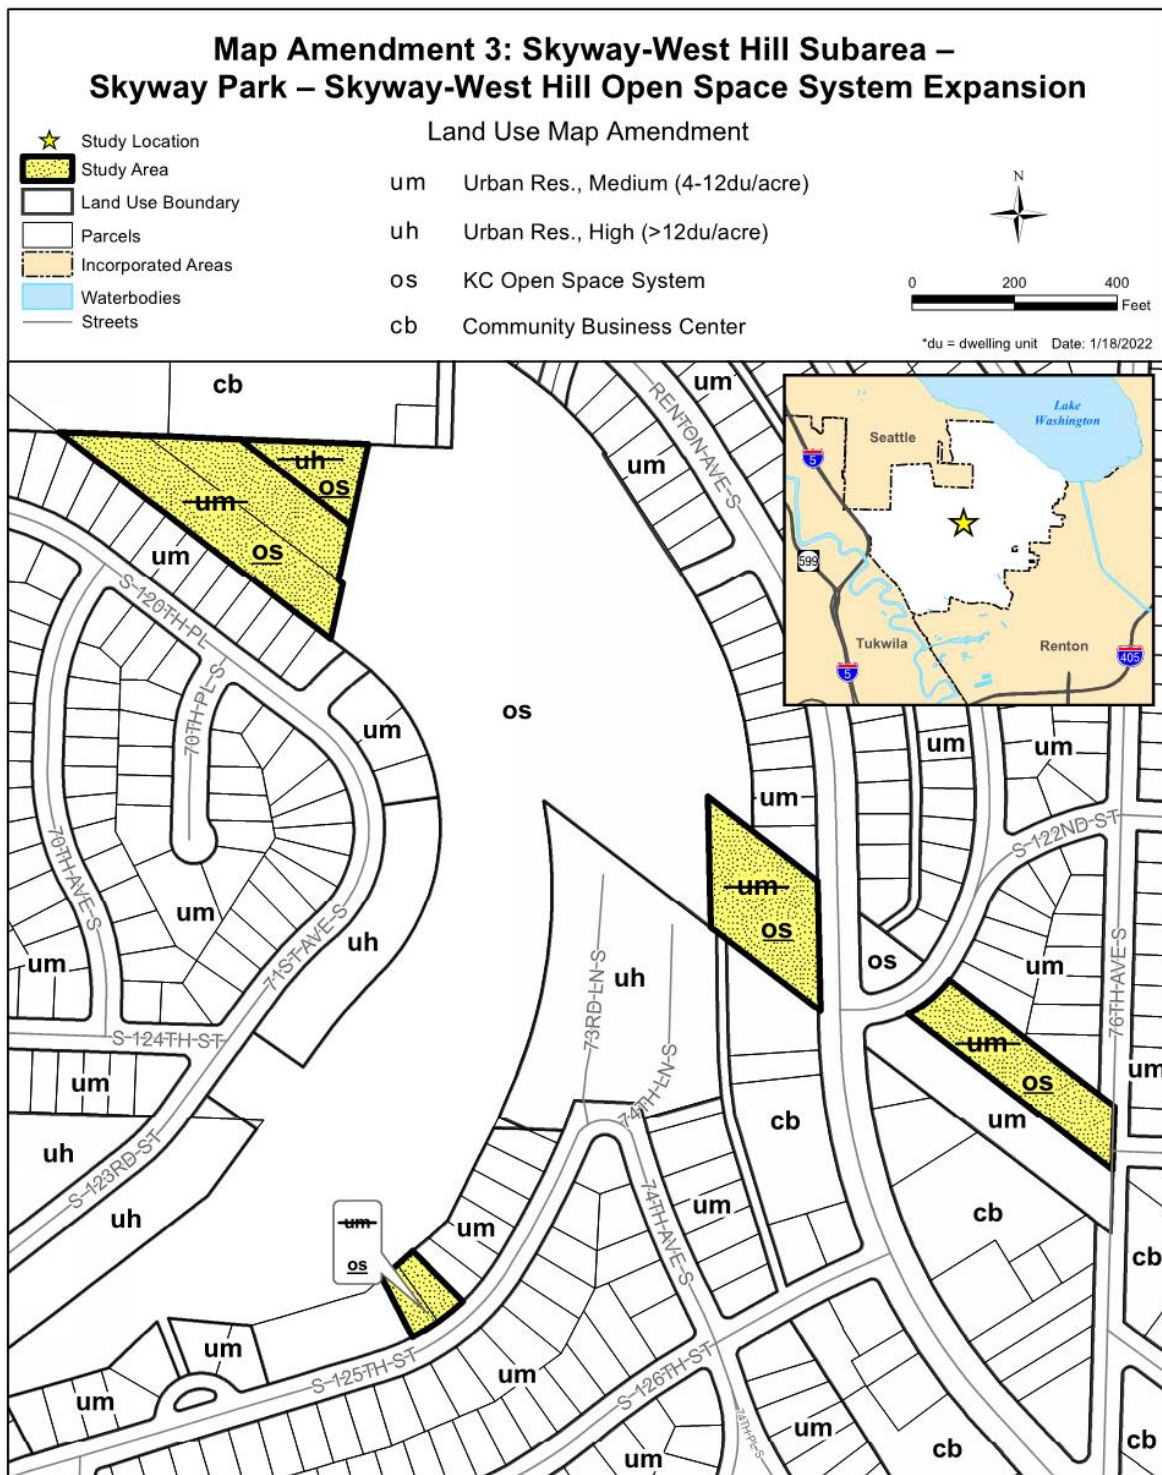 Map Amendment 3: Skyway-West Hill Subarea –
Skyway Park – Skyway-West Hill Open Space System Expansion
Land Use Map Amendment
Study Location
Study Area
Land Use Boundary
Parcels
Incorporated Areas
Waterbodies
Streets
um Urban Res., Medium (4-12du/acre)
uh Urban Res., High (>12du/acre)
os KC Open Space System
cb Community Business Center
N
0 200 400
Feet
*du = dwelling unit Date: 1/18/2022
cb
um
RENTON-AVE-S
um
Lake
Washington
Seattle
5
599
Tukwila
Renton
405
5
uh
os
um
os
um
S-120TH-PL
70TH-PL-S
os
um
um
um
um
S-122ND-ST
70TH-AVE-S
um
um
os
um
71ST-AVE-S
uh
um
73RD-LN-S
uh
os
um
76TH-AVE-S
S-124TH-ST
um
74TH-LN-S
um
os
um
um
cb
uh
S-123RD-ST
uh
um
os
um
74TH-AVE-S
um
cb
cb
um
S-125TH-ST
um
S-126TH-ST
um
74TH-PL-S
um
um
cb
cb